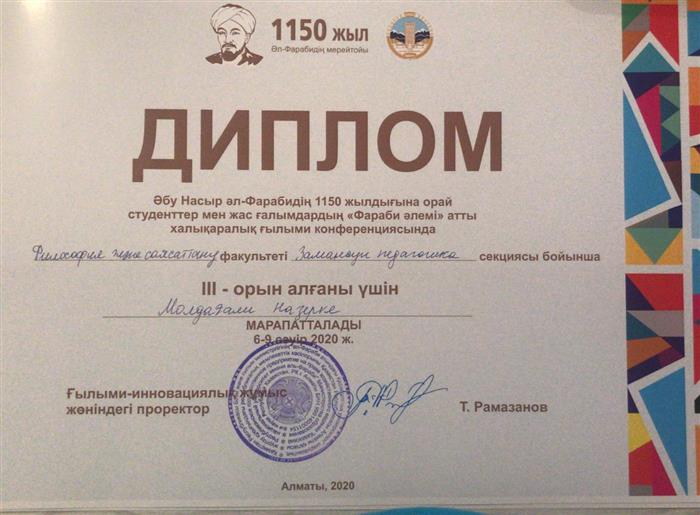 1150 жыл
Әл-Фарабидің мерейтойы
ДИПЛОМ
Әбу Насыр әл-Фарабидің 1150 жылдығына орай
студенттер мен жас ғалымдардың «Фараби әлемі» атты
халықаралық ғылыми конференциясында
Философия және саясаттану факультеті Заманауи педагогика секциясы бойынша
III - орын алғаны үшін
Молдағали Назерке
МАРАПАТТАЛАДЫ
6-9 сәуір 2020 ж.
Ғылыми-инновациялық жұмыс
жөніндегі проректор
Т. Рамазанов
Алматы, 2020